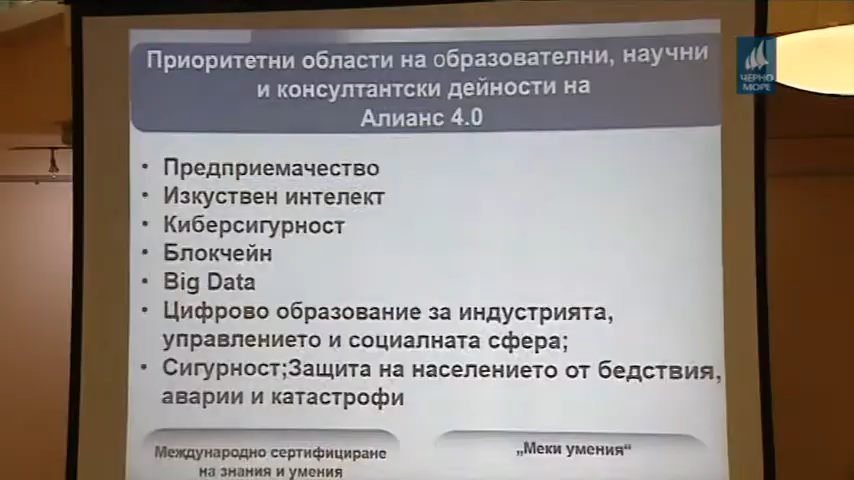 Приоритетни области на образователни, научни
и консултантски дейности на
Алианс 4.0
ЧЕРНО
МОРЕ
• Предприемачество
• Изкуствен интелект
• Киберсигурност
• Блокчейн
• Big Data
• Цифрово образование за индустрията,
управлението и социалната сфера;
• Сигурност;Защита на населението от бедствия,
аварии и катастрофи
Международно сертифициране
на знания и умения
„Меки умения“